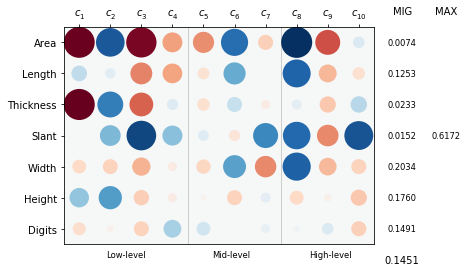 c1 c2 c3 c4 c5 c6 c7 c8 c9 c10 MIG MAX
Area 0.0074
Length 0.1253
Thickness 0.0233
Slant 0.0152 0.6172
Width 0.2034
Height 0.1760
Digits 0.1491
Low-level Mid-level High-level 0.1451